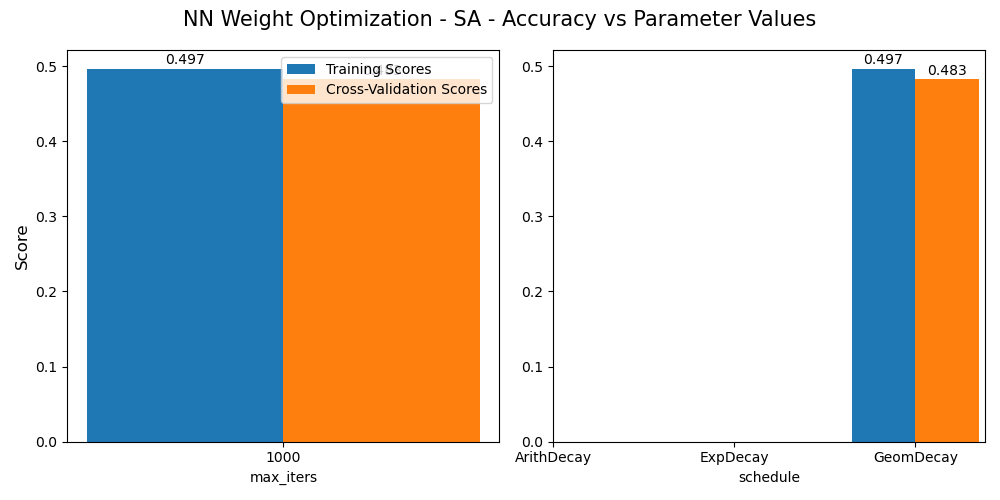 NN Weight Optimization - SA - Accuracy vs Parameter Values
0.497
Training Scores
Cross-Validation Scores
Score
0.5
0.4
0.3
0.2
0.1
0.0
1000
max_iters
0.497
0.483
0.5
0.4
0.3
0.2
0.1
0.0
ArithDecay
ExpDecay
GeomDecay
schedule